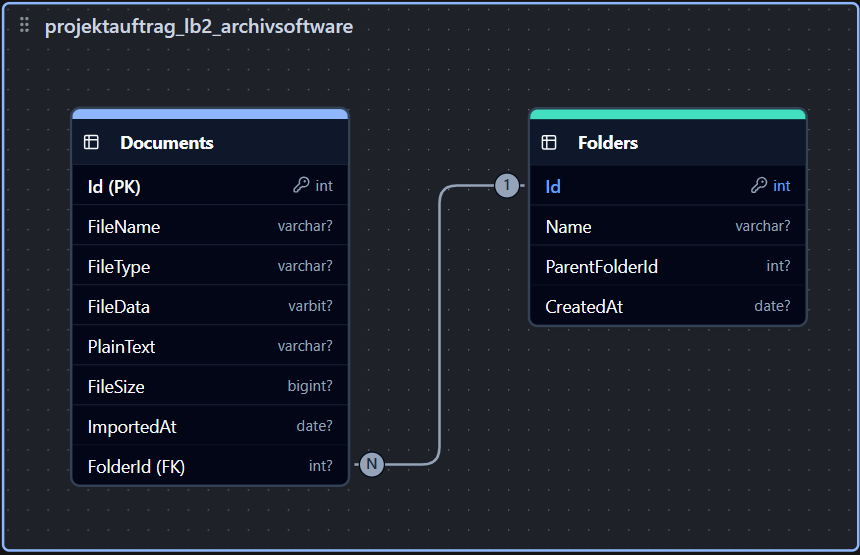 projektauftrag_lb2_archivsoftware
Documents
Id (PK) int
FileName varchar?
FileType varchar?
FileData varbit?
PlainText varchar?
FileSize bigint?
ImportedAt date?
FolderId (FK) int?
N
1
Folders
Id int
Name varchar?
ParentFolderId int?
CreatedAt date?